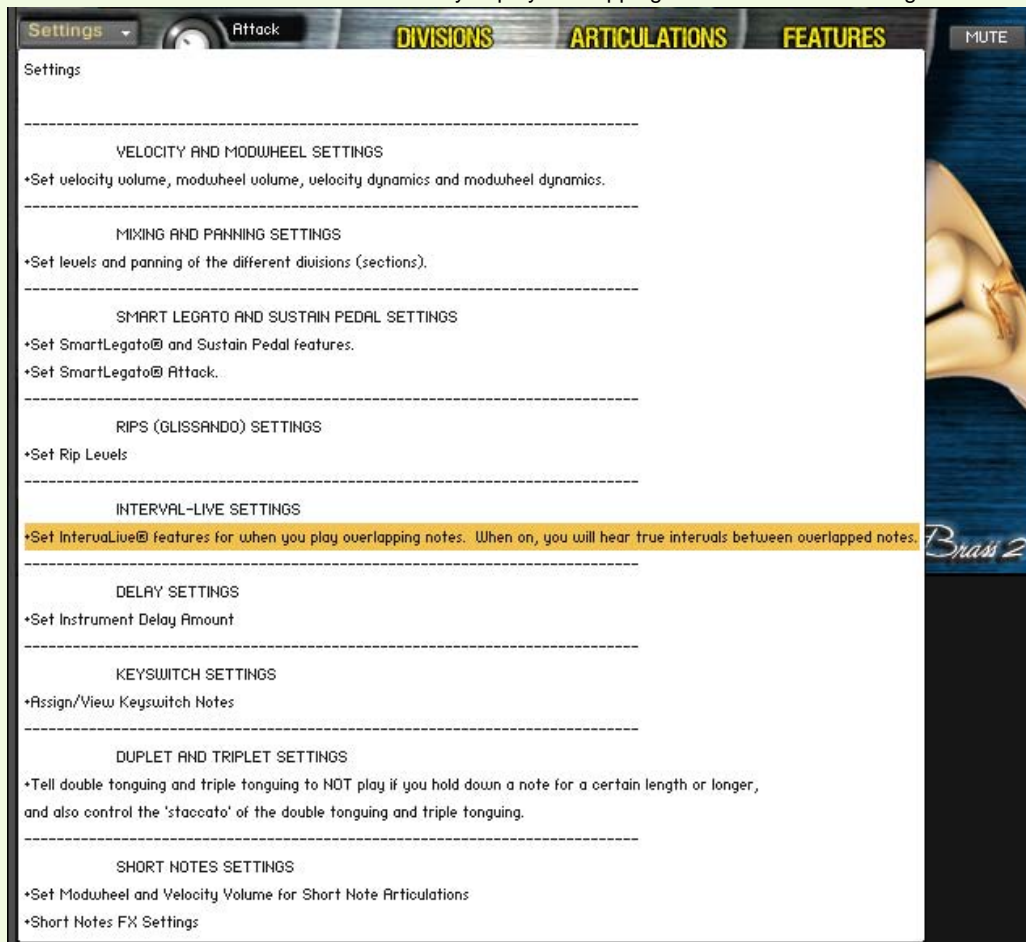 Settings
Attack
DIVISIONS
ARTICULATIONS
FEATURES
MUTE
Settings
------------------------------------------------------------------------
VELOCITY AND MODWHEEL SETTINGS
+Set velocity volume, modwheel volume, velocity dynamics and modwheel dynamics.
------------------------------------------------------------------------
MIXING AND PANNING SETTINGS
+Set levels and panning of the different divisions (sections).
------------------------------------------------------------------------
SMART LEGATO AND SUSTAIN PEDAL SETTINGS
+Set SmartLegato® and Sustain Pedal features.
+Set SmartLegato® Attack.
------------------------------------------------------------------------
RIPS (GLISSANDO) SETTINGS
+Set Rip Levels
------------------------------------------------------------------------
INTERVAL-LIVE SETTINGS
+Set IntervaLive® features for when you play overlapping notes.  When on, you will hear true intervals between overlapped notes.
------------------------------------------------------------------------
DELAY SETTINGS
+Set Instrument Delay Amount
------------------------------------------------------------------------
KEYSWITCH SETTINGS
+Assign/View Keyswitch Notes
------------------------------------------------------------------------
DUPLET AND TRIPLET SETTINGS
+Tell double tonguing and triple tonguing to NOT play if you hold down a note for a certain length or longer,
and also control the 'staccato' of the double tonguing and triple tonguing.
------------------------------------------------------------------------
SHORT NOTES SETTINGS
+Set Modwheel and Velocity Volume for Short Note Articulations
+Short Notes FX Settings
Brass 2